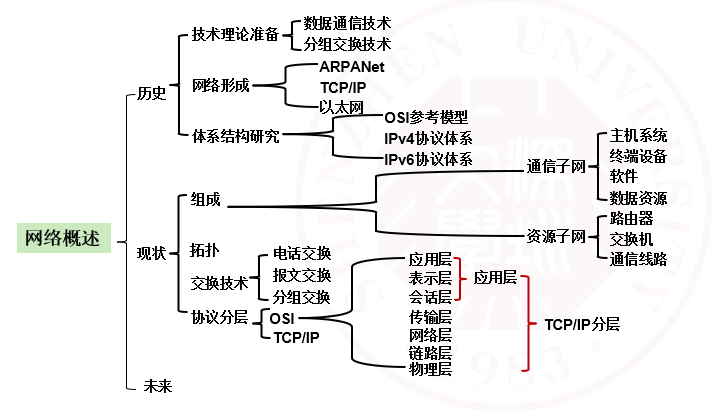 网络概述
历史
技术理论准备
数据通信技术
分组交换技术
网络形成
ARPANet
TCP/IP
以太网
体系结构研究
OSI参考模型
IPv4协议体系
IPv6协议体系
现状
组成
通信子网
主机系统
终端设备
软件
数据资源
资源子网
路由器
交换机
通信线路
拓扑
交换技术
电话交换
报文交换
分组交换
协议分层
OSI
应用层
表示层
会话层
传输层
网络层
链路层
物理层
应用层
TCP/IP分层
TCP/IP
未来